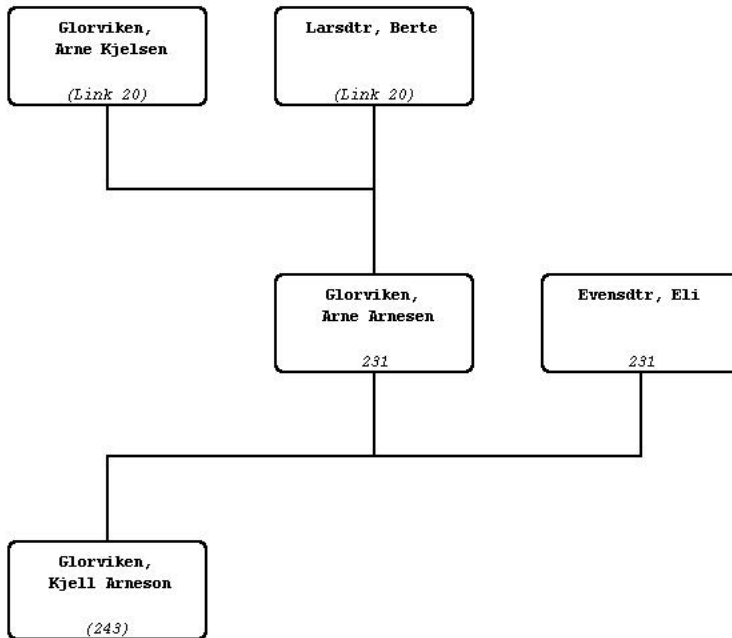 Glorviken,
Arne Kjelsen
(Link 20)
Larsdtr, Berte
(Link 20)
Glorviken,
Arne Arnesen
231
Evensdtr, Eli
231
Glorviken,
Kjell Arneson
(243)